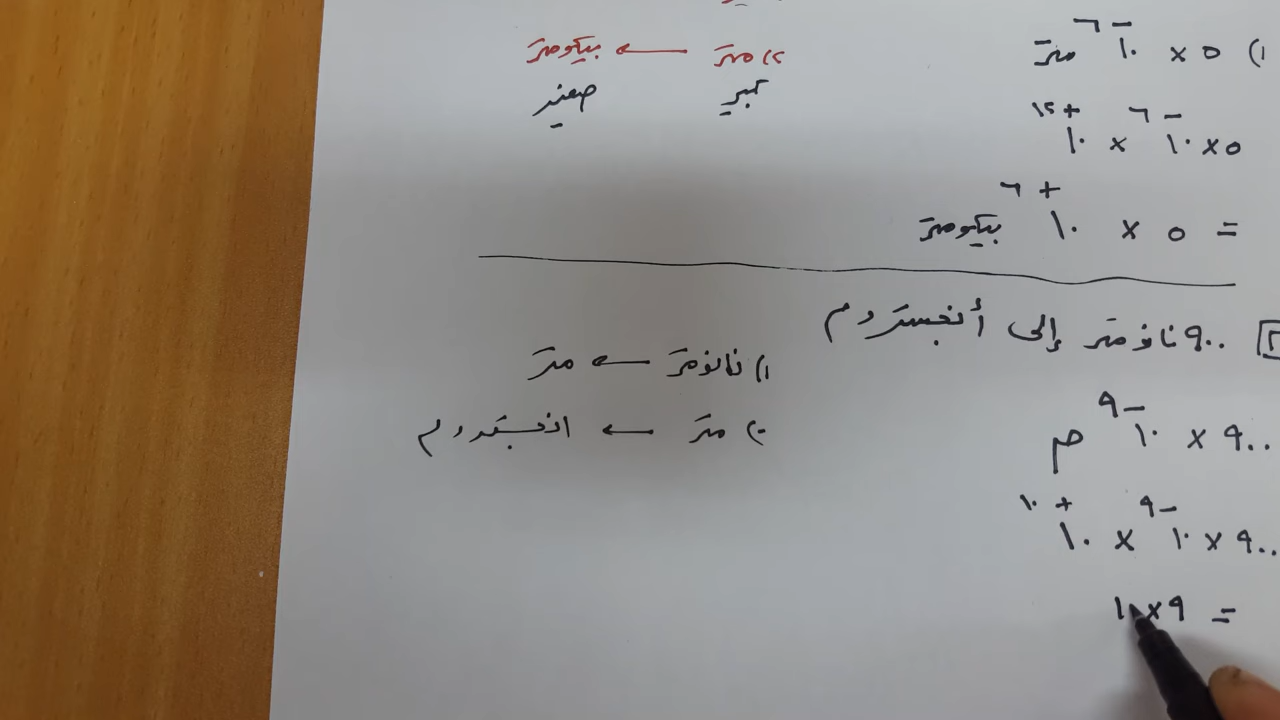 ١) ٥ × ١٠⁻⁶ متر
٥ × ١٠⁻⁶ × ١٠⁺¹²
= ٥ × ١٠⁺⁶ بيكومتر
٢) متر ← بيكومتر
كبير صغير
٢ ٩٠٠ نانومتر إلى أنجستروم
٩٠٠ × ١٠⁻⁹ م
٩٠٠ × ١٠⁻⁹ × ١٠⁺¹⁰
= ٩ × ١٠
١) نانومتر ← متر
٢) متر ← انجستروم